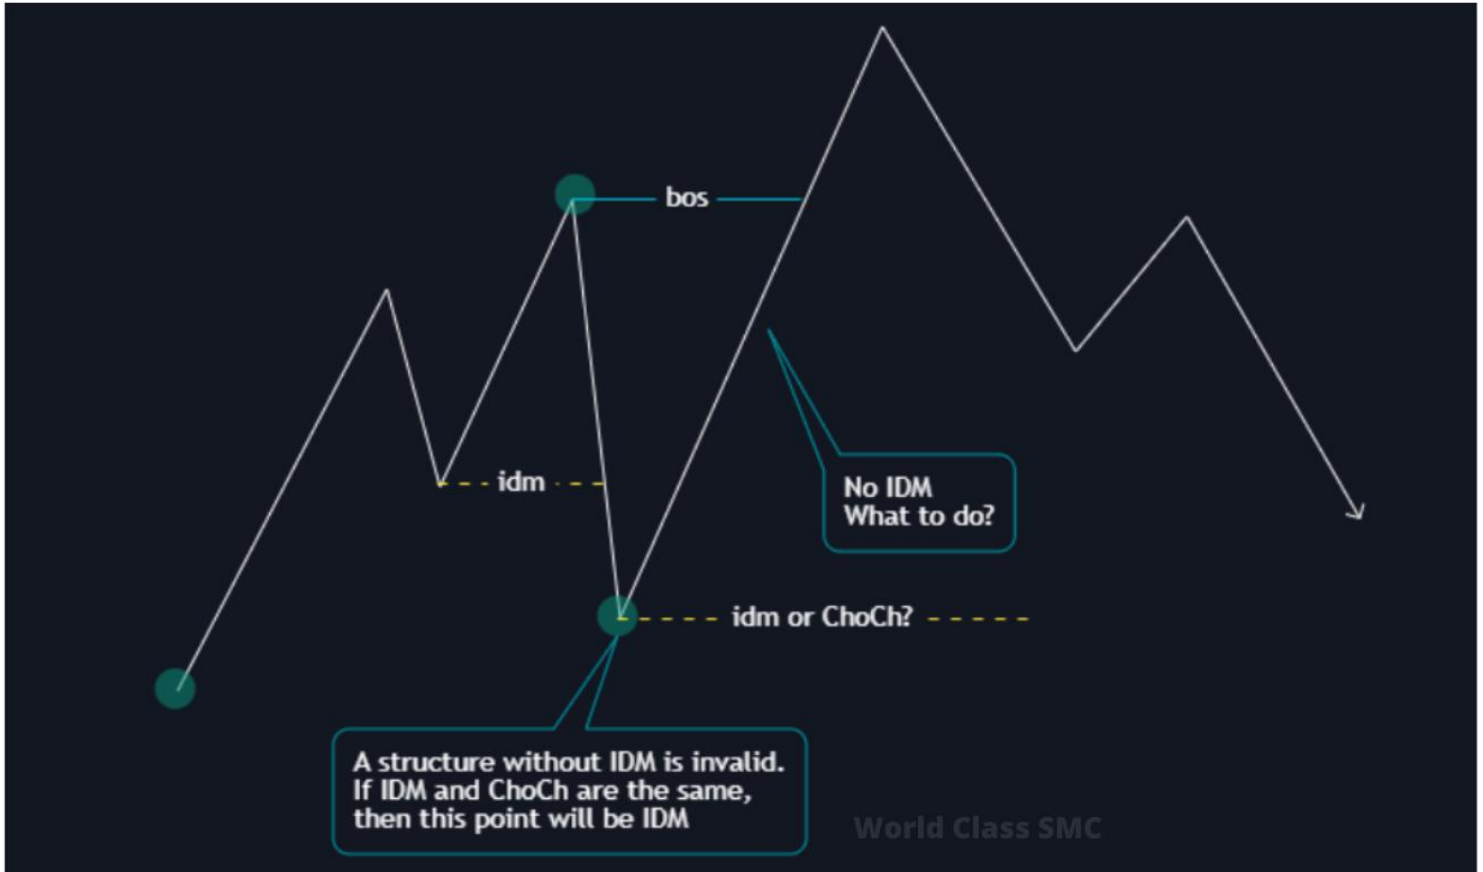 bos
idm
No IDM
What to do?
idm or ChoCh?
A structure without IDM is invalid.
If IDM and ChoCh are the same,
then this point will be IDM
World Class SMC